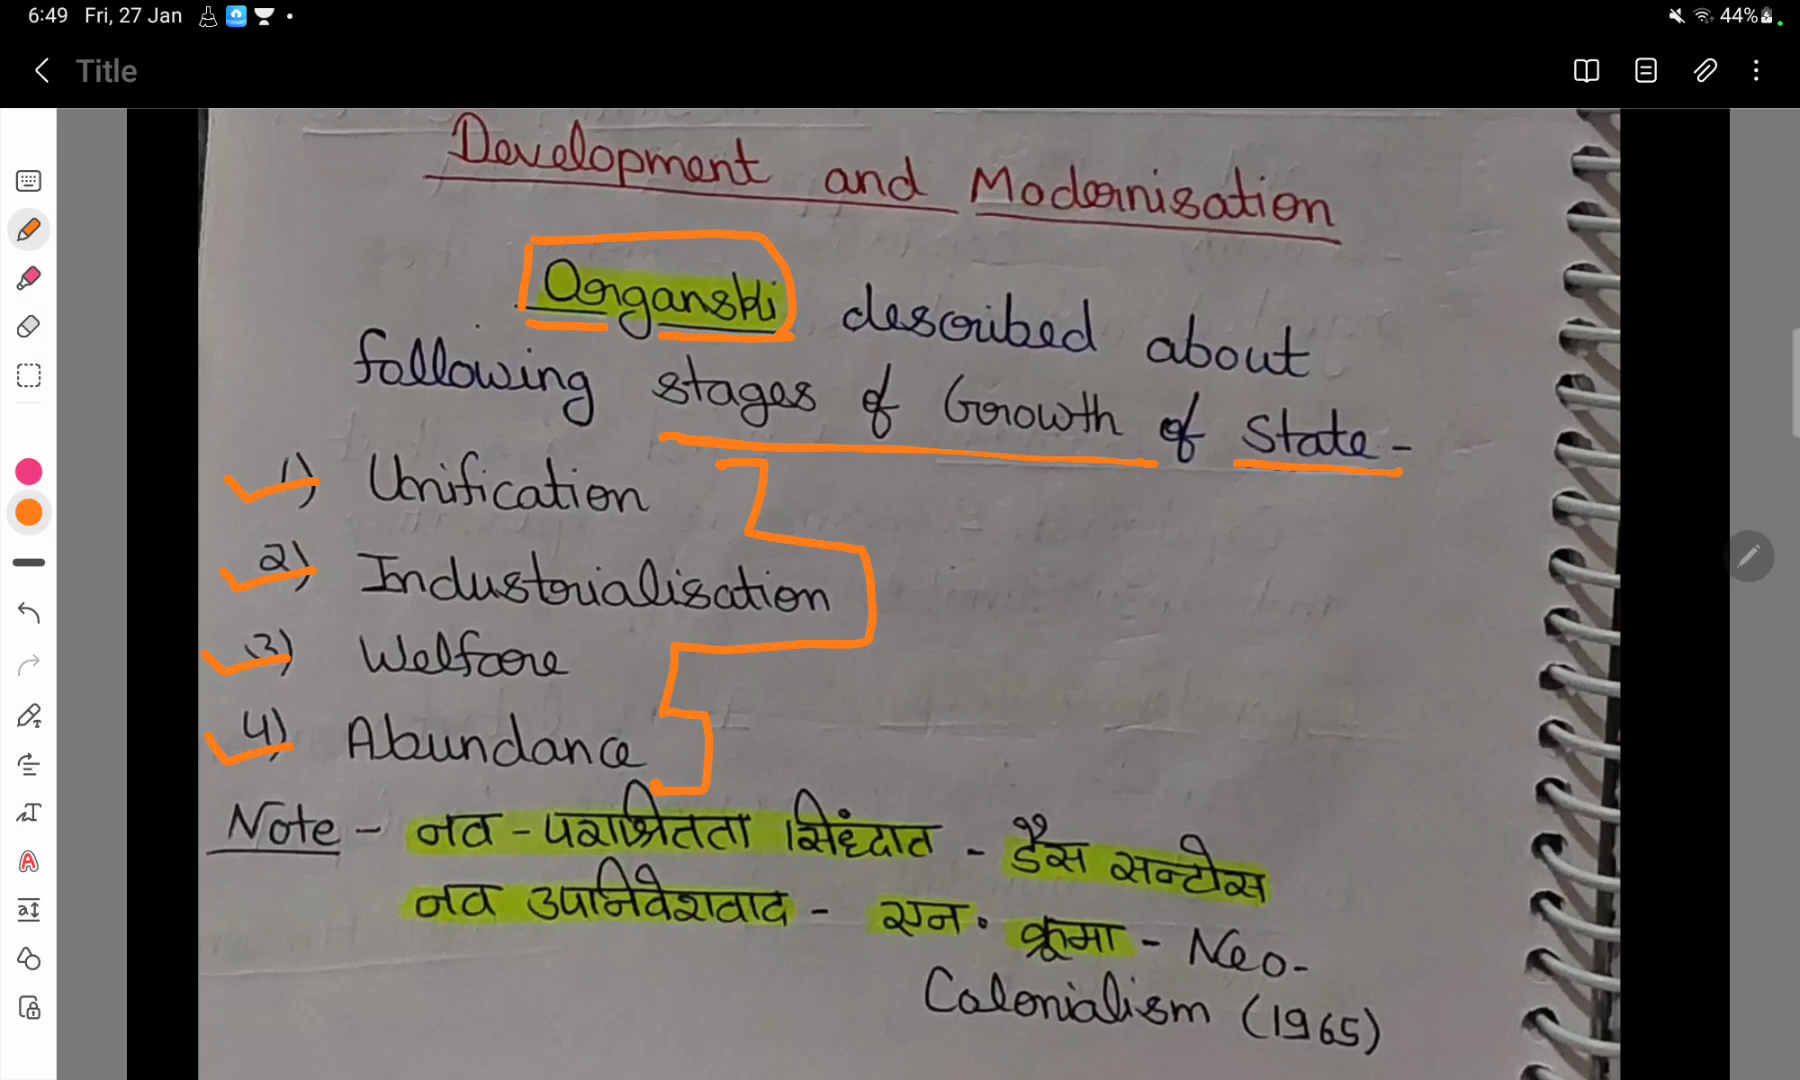 6:49 Fri, 27 Jan 44%
Title
Development and Modernisation
Organski described about
following stages of Growth of State-
1) Unification
2) Industrialisation
3) Welfare
4) Abundance
Note - नव - पराश्रितता सिंद्दात - डैस सन्टोस
नव उपनिवेशवाद - एन. क्रूमा - Neo-
Colonialism (1965)